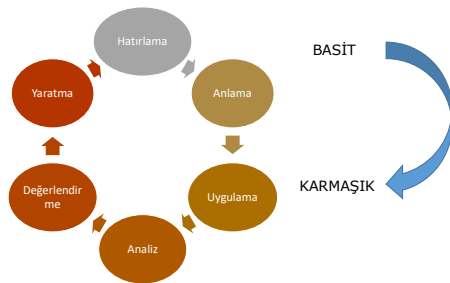 Hatırlama
BASİT
Yaratma
Anlama
Değerlendir
me
Uygulama
KARMAŞIK
Analiz